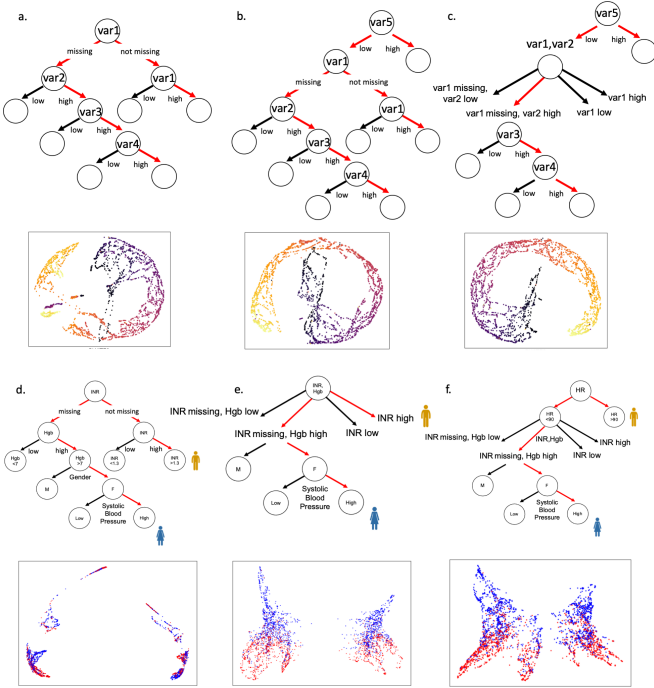 a.
var1
missing
not missing
var2
var1
low
high
low
high
var3
low
high
var4
low
high
b.
var5
low
high
var1
missing
not missing
var2
var1
low
high
low
high
var3
low
high
var4
low
high
c.
var5
low
high
var1,var2
var1 missing,
var2 low
var1 missing, var2 high
var1 low
var1 high
var3
low
high
var4
low
high
d.
INR
missing
not missing
Hgb
INR
low
high
low
high
Hgb
<7
Hgb
>7
INR
<1.3
INR
>1.3
Gender
M
F
Systolic
Blood
Pressure
Low
High
e.
INR,
Hgb
INR missing, Hgb low
INR missing, Hgb high
INR low
INR high
M
F
Systolic
Blood
Pressure
Low
High
f.
HR
HR
<90
HR
>90
INR missing, Hgb low
INR,Hgb
INR high
INR low
INR missing, Hgb high
M
F
Systolic
Blood
Pressure
Low
High